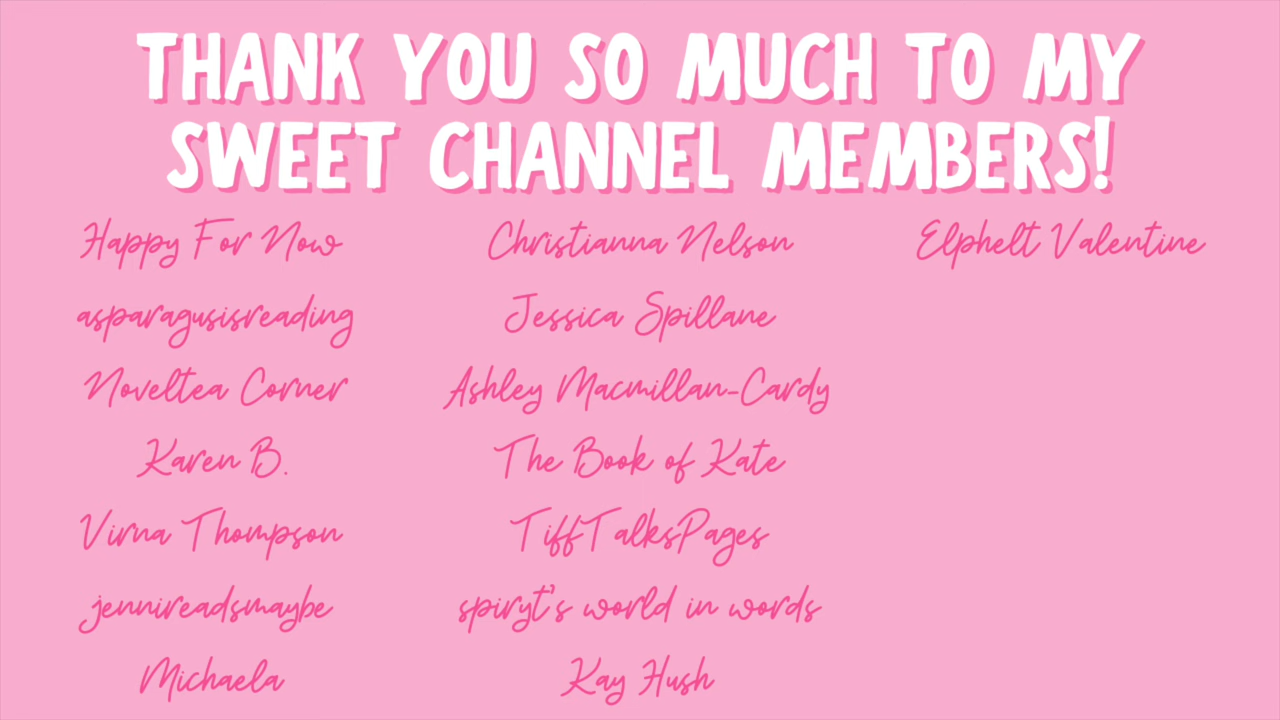 THANK YOU SO MUCH TO MY
SWEET CHANNEL MEMBERS!
Happy For Now
asparagusisreading
Noveltea Corner
Karen B.
Virna Thompson
jennireadsmaybe
Michaela
Christianna Nelson
Jessica Spillane
Ashley Macmillan-Cardy
The Book of Kate
TiffTalksPages
spiryt's world in words
Kay Hush
Elphelt Valentine